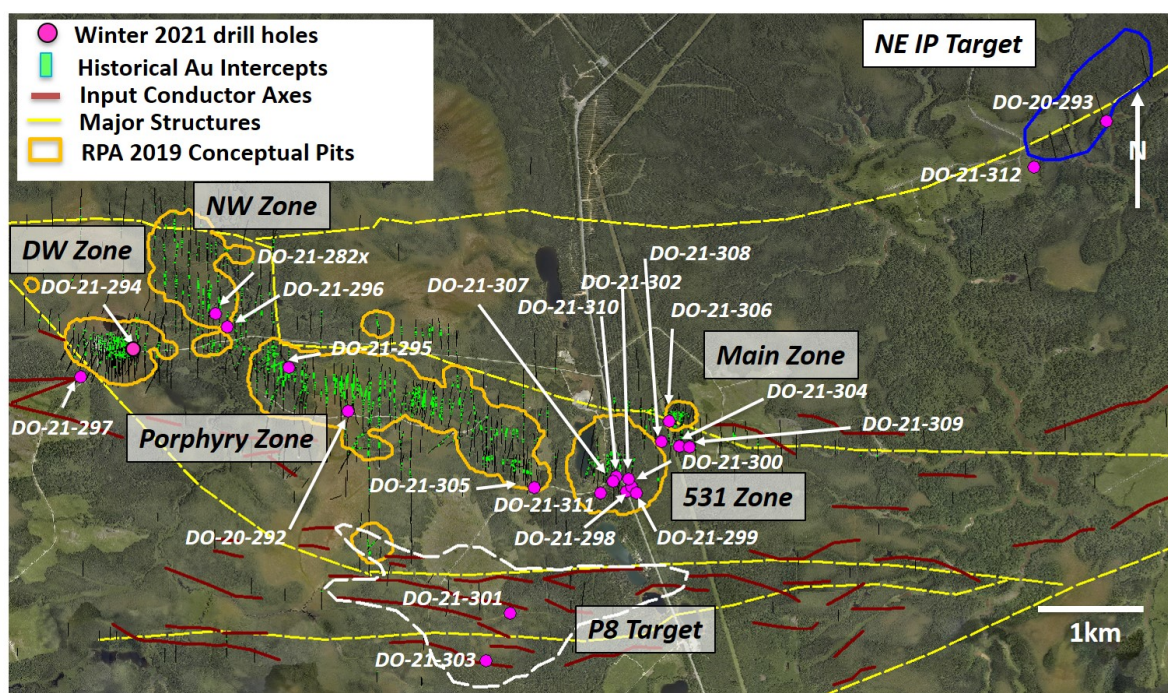 Winter 2021 drill holes
Historical Au Intercepts
Input Conductor Axes
Major Structures
RPA 2019 Conceptual Pits
NE IP Target
DO-20-293
N
DO-21-312
NW Zone
DW Zone
DO-21-282x
DO-21-294
DO-21-296
DO-21-308
DO-21-302
DO-21-307
DO-21-310
DO-21-306
DO-21-295
Main Zone
DO-21-304
DO-21-297
Porphyry Zone
DO-21-309
DO-21-300
DO-21-305
DO-21-311
531 Zone
DO-20-292
DO-21-298
DO-21-299
DO-21-301
P8 Target
1km
DO-21-303